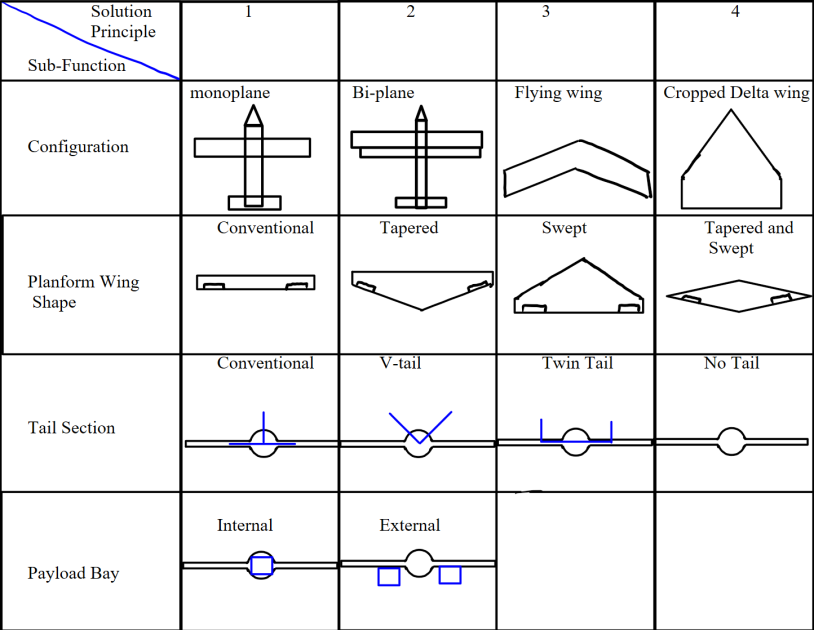 Solution
Principle
Sub-Function
1
2
3
4
Configuration
monoplane
Bi-plane
Flying wing
Cropped Delta wing
Planform Wing
Shape
Conventional
Tapered
Swept
Tapered and
Swept
Tail Section
Conventional
V-tail
Twin Tail
No Tail
Payload Bay
Internal
External